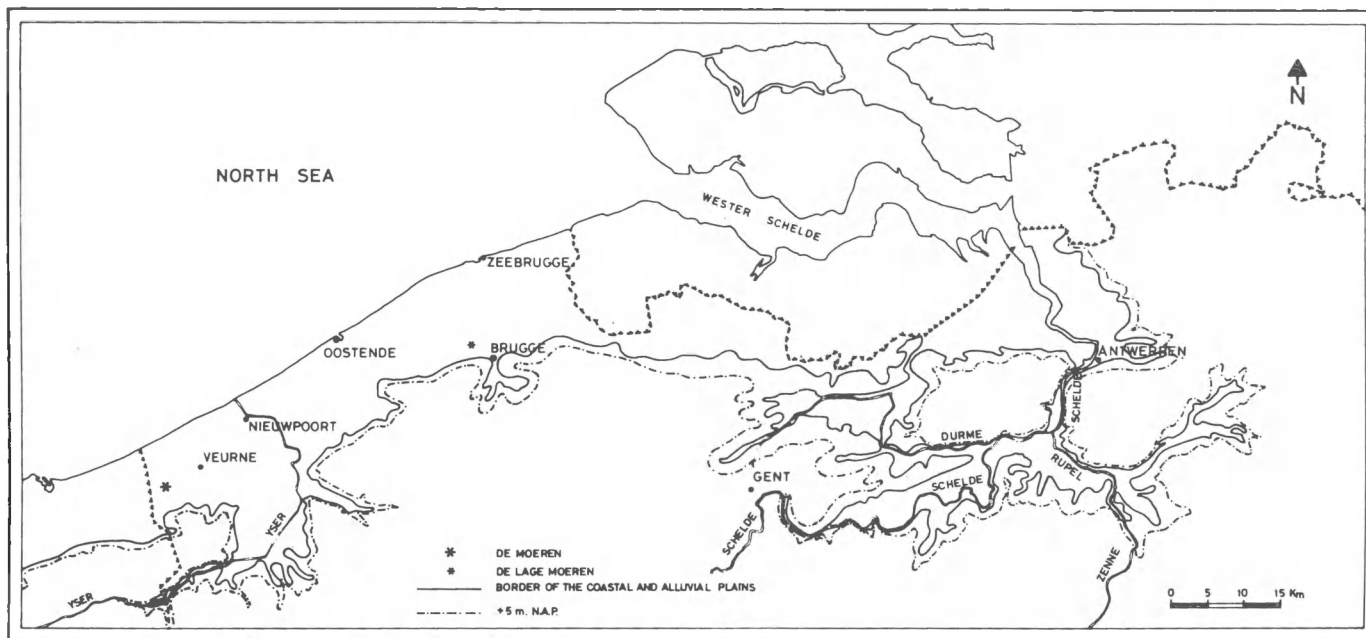 N
NORTH SEA
WESTER SCHELDE
ZEEBRUGGE
BRUGGE
OOSTENDE
ANTWERPEN
SCHELDE
NIEUWPOORT
DURME
VEURNE
RUPEL
GENT
SCHELDE
YSER
SCHELDE
ZENNE
YSER
* DE MOEREN
* DE LAGE MOEREN
BORDER OF THE COASTAL AND ALLUVIAL PLAINS
+5 m. N.A.P.
0 5 10 15 Km